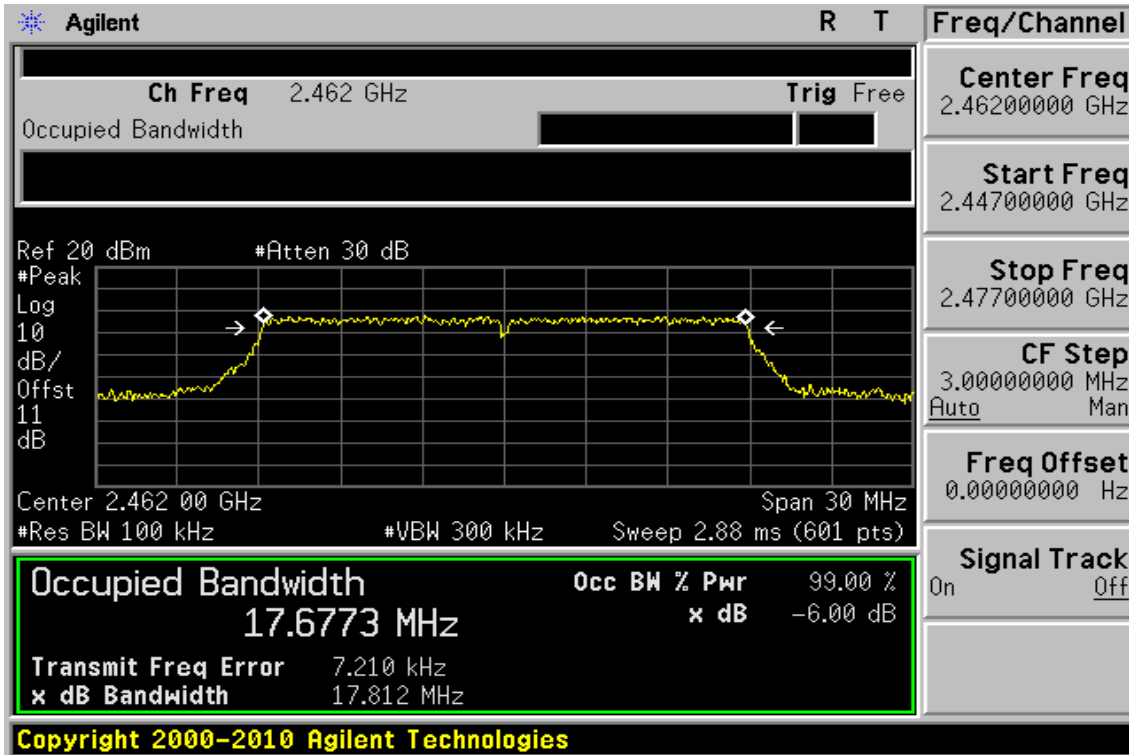 Agilent R T
Freq/Channel
Ch Freq 2.462 GHz Trig Free
Occupied Bandwidth
Center Freq
2.46200000 GHz
Start Freq
2.44700000 GHz
Stop Freq
2.47700000 GHz
CF Step
3.00000000 MHz
Auto Man
Freq Offset
0.00000000 Hz
Signal Track
On Off
Ref 20 dBm #Atten 30 dB
#Peak
Log
10
dB/
Offst
11
dB
Center 2.462 00 GHz Span 30 MHz
#Res BW 100 kHz #VBW 300 kHz Sweep 2.88 ms (601 pts)
Occupied Bandwidth Occ BW % Pwr 99.00 %
17.6773 MHz x dB -6.00 dB
Transmit Freq Error 7.210 kHz
x dB Bandwidth 17.812 MHz
Copyright 2000-2010 Agilent Technologies